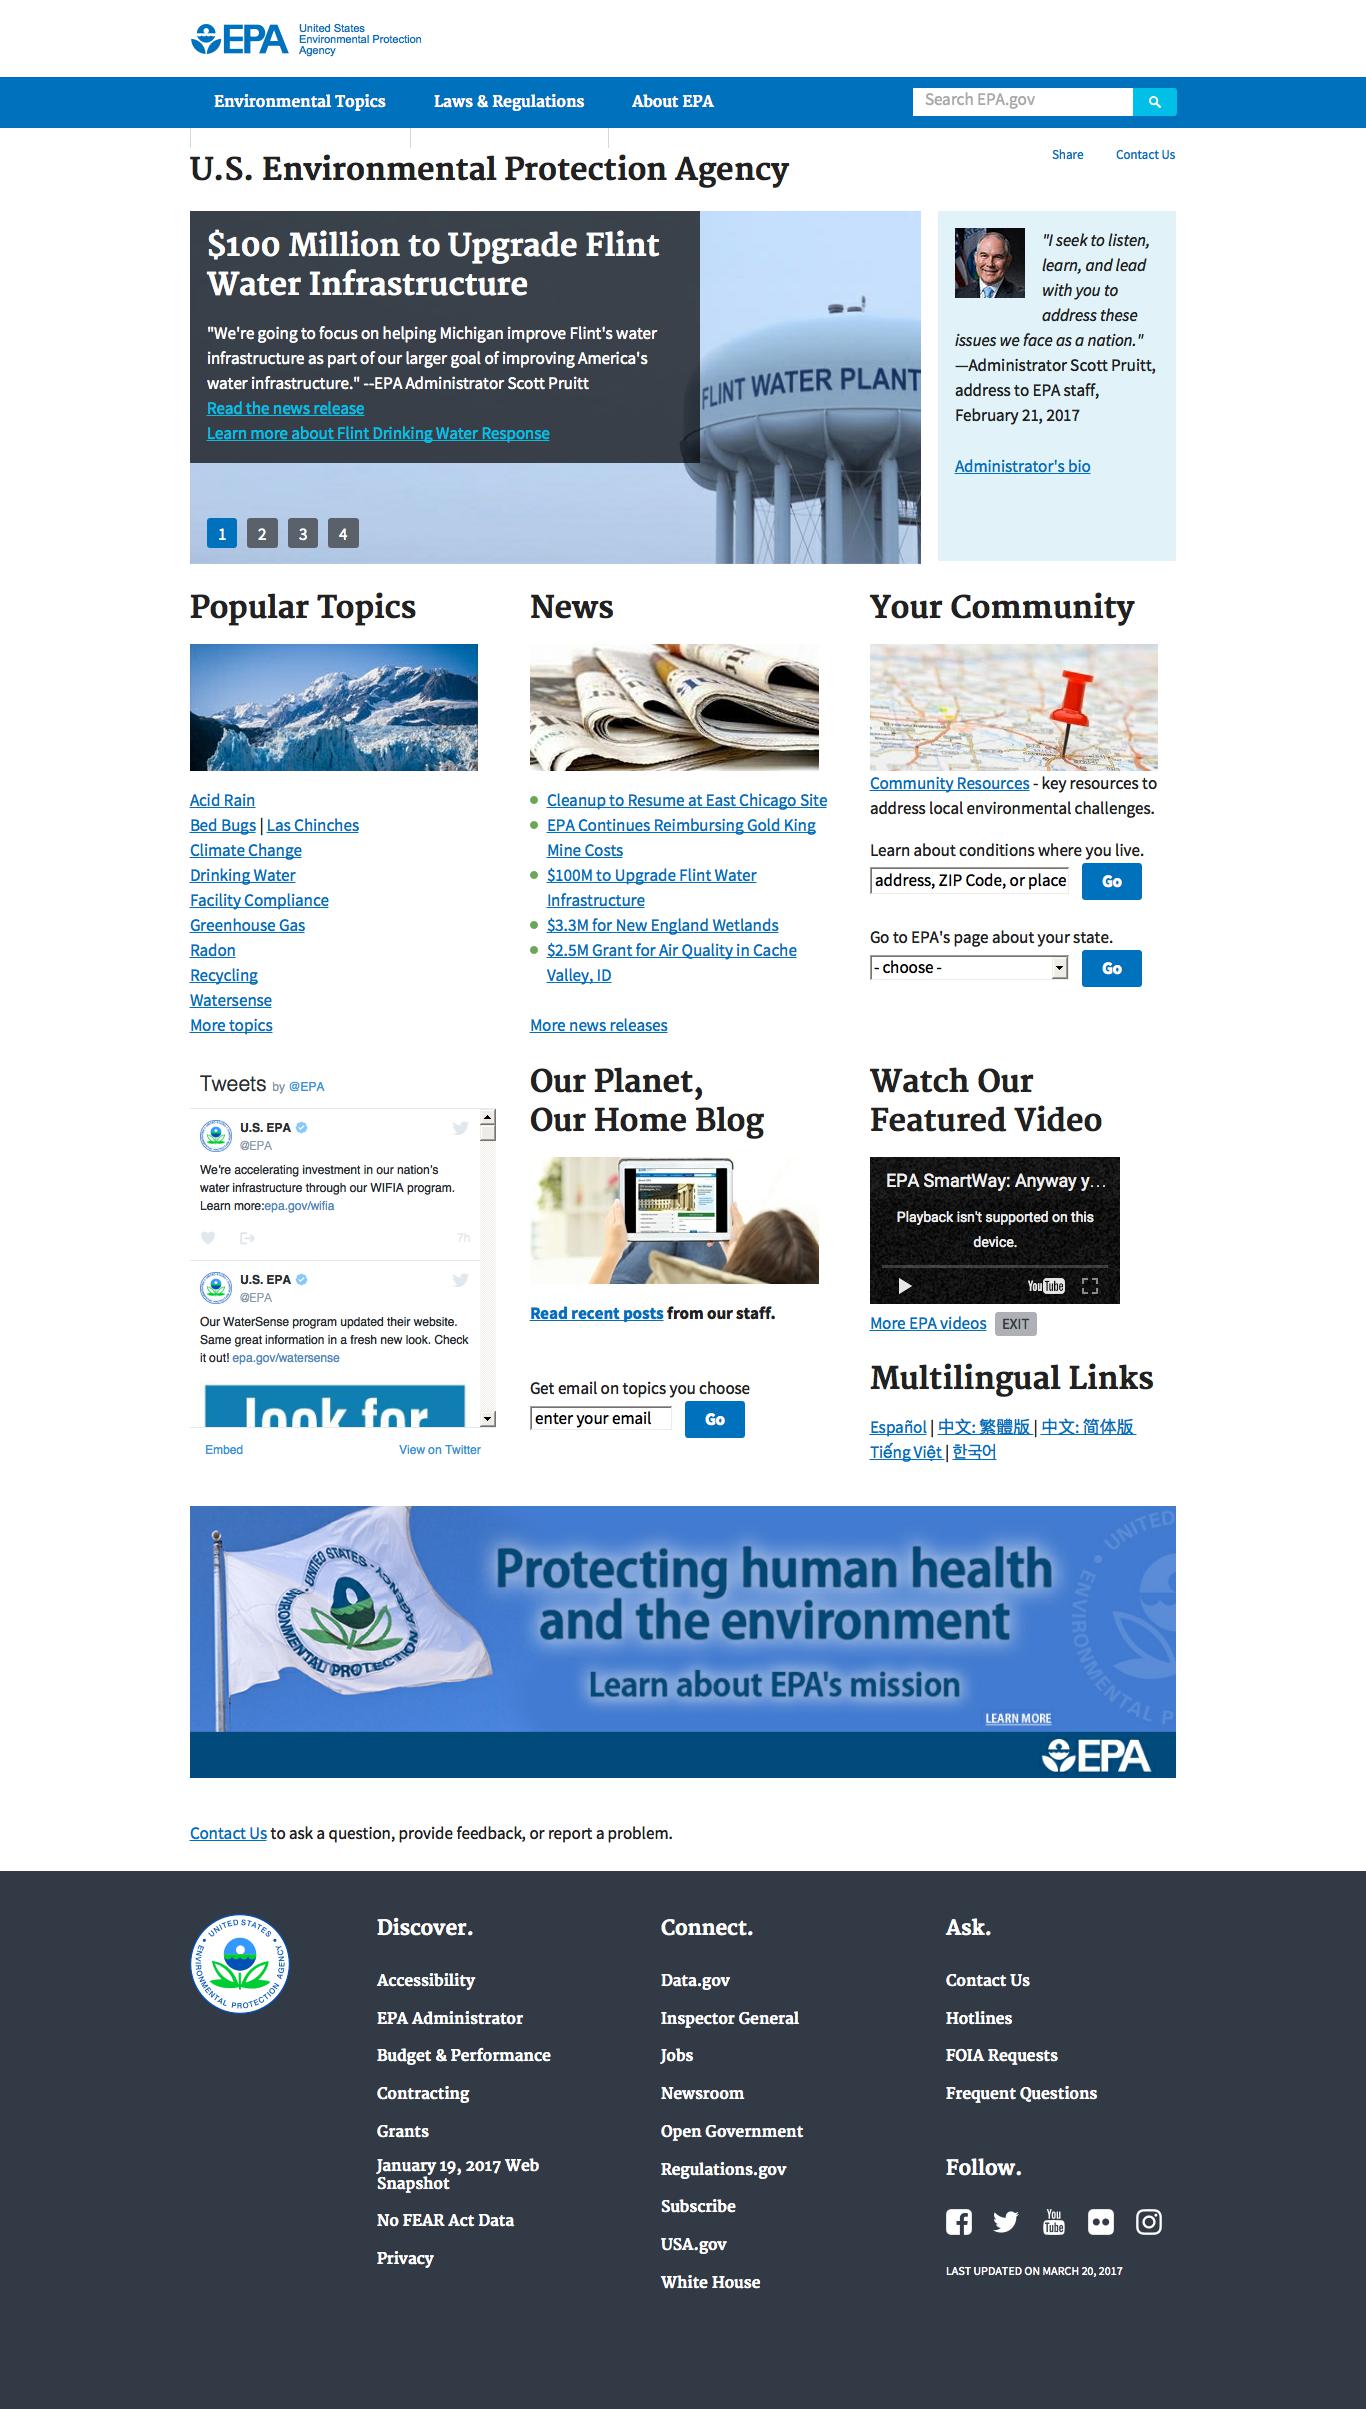 EPA United States
Environmental Protection
Agency
Environmental Topics
Laws & Regulations
About EPA
Search EPA.gov
Share
Contact Us
U.S. Environmental Protection Agency
$100 Million to Upgrade Flint
Water Infrastructure
"We're going to focus on helping Michigan improve Flint's water
infrastructure as part of our larger goal of improving America's
water infrastructure." --EPA Administrator Scott Pruitt
Read the news release
Learn more about Flint Drinking Water Response
FLINT WATER PLANT
1 2 3 4
"I seek to listen,
learn, and lead
with you to
address these
issues we face as a nation."
—Administrator Scott Pruitt,
address to EPA staff,
February 21, 2017
Administrator's bio
Popular Topics
Acid Rain
Bed Bugs | Las Chinches
Climate Change
Drinking Water
Facility Compliance
Greenhouse Gas
Radon
Recycling
Watersense
More topics
News
Cleanup to Resume at East Chicago Site
EPA Continues Reimbursing Gold King
Mine Costs
$100M to Upgrade Flint Water
Infrastructure
$3.3M for New England Wetlands
$2.5M Grant for Air Quality in Cache
Valley, ID
More news releases
Your Community
Community Resources - key resources to
address local environmental challenges.
Learn about conditions where you live.
address, ZIP Code, or place
Go
Go to EPA's page about your state.
- choose -
Go
Tweets by @EPA
U.S. EPA
@EPA
We're accelerating investment in our nation's
water infrastructure through our WIFIA program.
Learn more:epa.gov/wifia
7h
U.S. EPA
@EPA
Our WaterSense program updated their website.
Same great information in a fresh new look. Check
it out! epa.gov/watersense
look for
Embed
View on Twitter
Our Planet,
Our Home Blog
Read recent posts from our staff.
Get email on topics you choose
enter your email
Go
Watch Our
Featured Video
EPA SmartWay: Anyway y...
Playback isn't supported on this
device.
YouTube
More EPA videos EXIT
Multilingual Links
Español | 中文: 繁體版 | 中文: 简体版
Tiếng Việt | 한국어
UNITED STATES ENVIRONMENTAL PROTECTION AGENCY
Protecting human health
and the environment
Learn about EPA's mission
LEARN MORE
UNITED
ENVIRONMENTAL P
EPA
Contact Us to ask a question, provide feedback, or report a problem.
UNITED STATES ENVIRONMENTAL PROTECTION AGENCY
Discover.
Accessibility
EPA Administrator
Budget & Performance
Contracting
Grants
January 19, 2017 Web
Snapshot
No FEAR Act Data
Privacy
Connect.
Data.gov
Inspector General
Jobs
Newsroom
Open Government
Regulations.gov
Subscribe
USA.gov
White House
Ask.
Contact Us
Hotlines
FOIA Requests
Frequent Questions
Follow.
You
Tube
LAST UPDATED ON MARCH 20, 2017